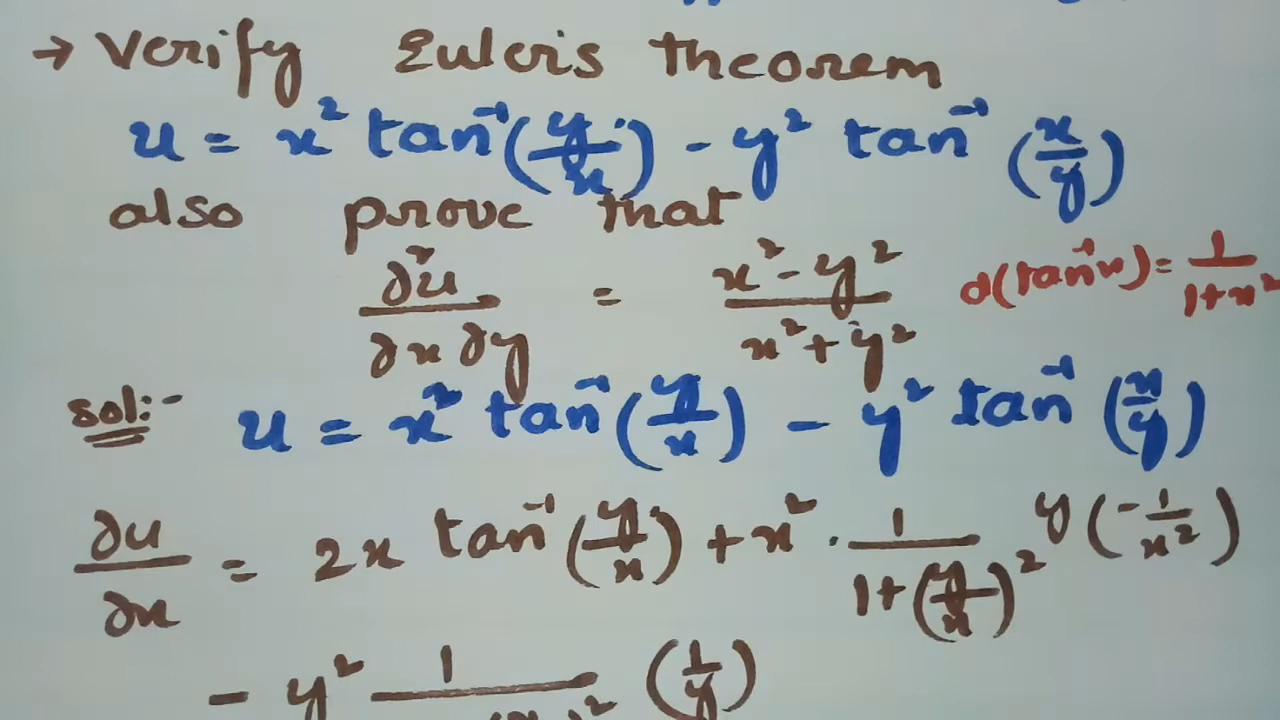 → Verify Euler's theorem
u = x² tan⁻¹(y/x) - y² tan⁻¹(x/y)
also prove that
∂²u/∂x∂y = x²-y²/x²+y² d(tan⁻¹x) = 1/1+x²
sol:- u = x² tan⁻¹(y/x) - y² tan⁻¹(x/y)
∂u/∂x = 2x tan⁻¹(y/x) + x² · 1/1+(y/x)² y(-1/x²)
- y² 1/ (1/y)